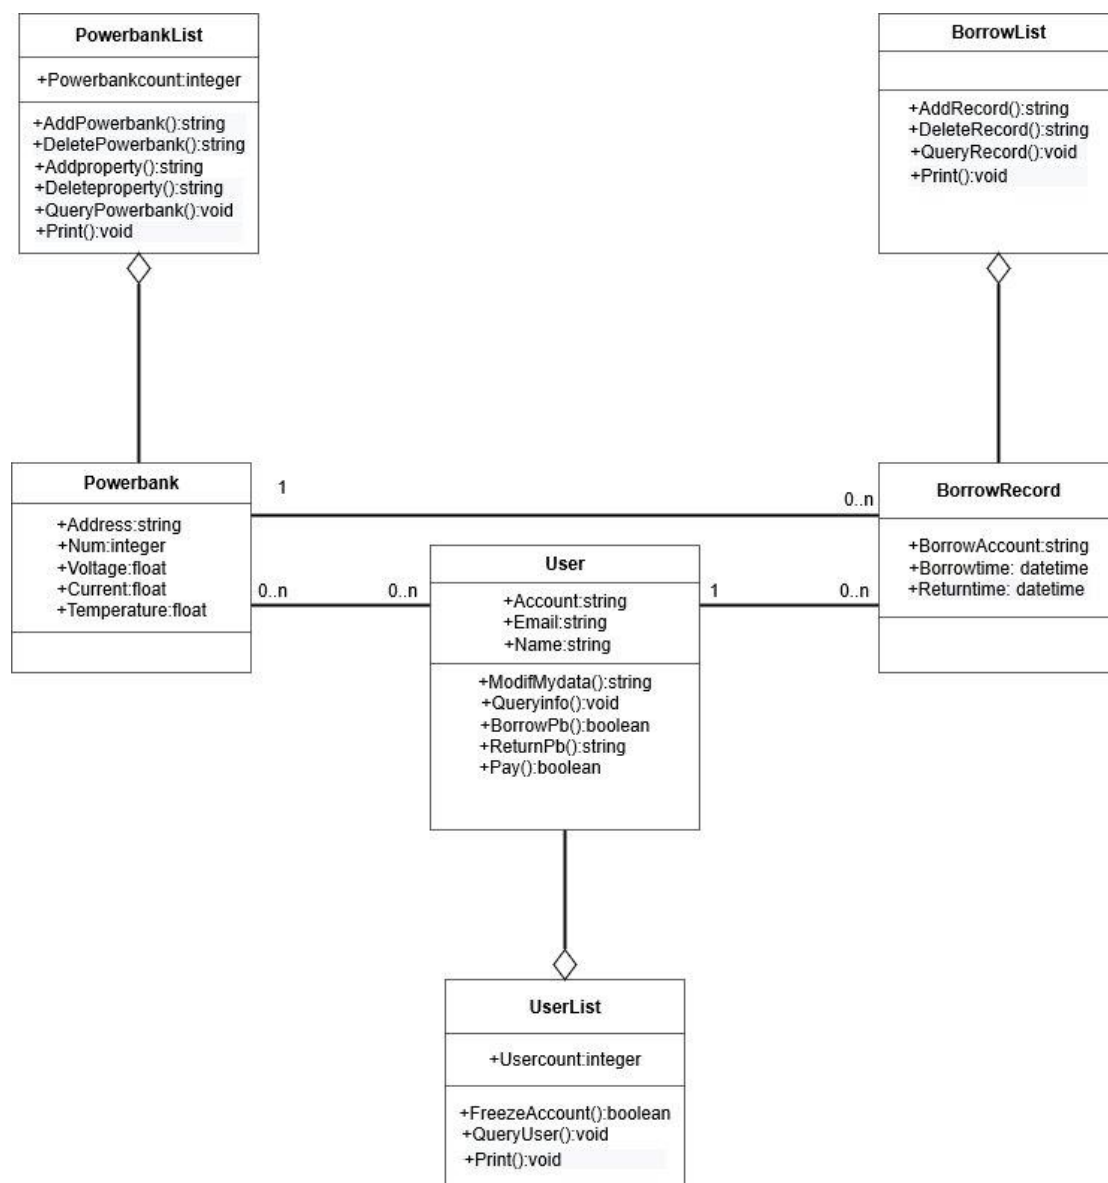 PowerbankList
+Powerbankcount:integer
+AddPowerbank():string
+DeletePowerbank():string
+Addproperty():string
+Deleteproperty():string
+QueryPowerbank():void
+Print():void
BorrowList
+AddRecord():string
+DeleteRecord():string
+QueryRecord():void
+Print():void
Powerbank
+Address:string
+Num:integer
+Voltage:float
+Current:float
+Temperature:float
1
0..n
0..n
0..n
User
+Account:string
+Email:string
+Name:string
+ModifMydata():string
+Queryinfo():void
+BorrowPb():boolean
+ReturnPb():string
+Pay():boolean
1
0..n
BorrowRecord
+BorrowAccount:string
+Borrowtime: datetime
+Returntime: datetime
UserList
+Usercount:integer
+FreezeAccount():boolean
+QueryUser():void
+Print():void